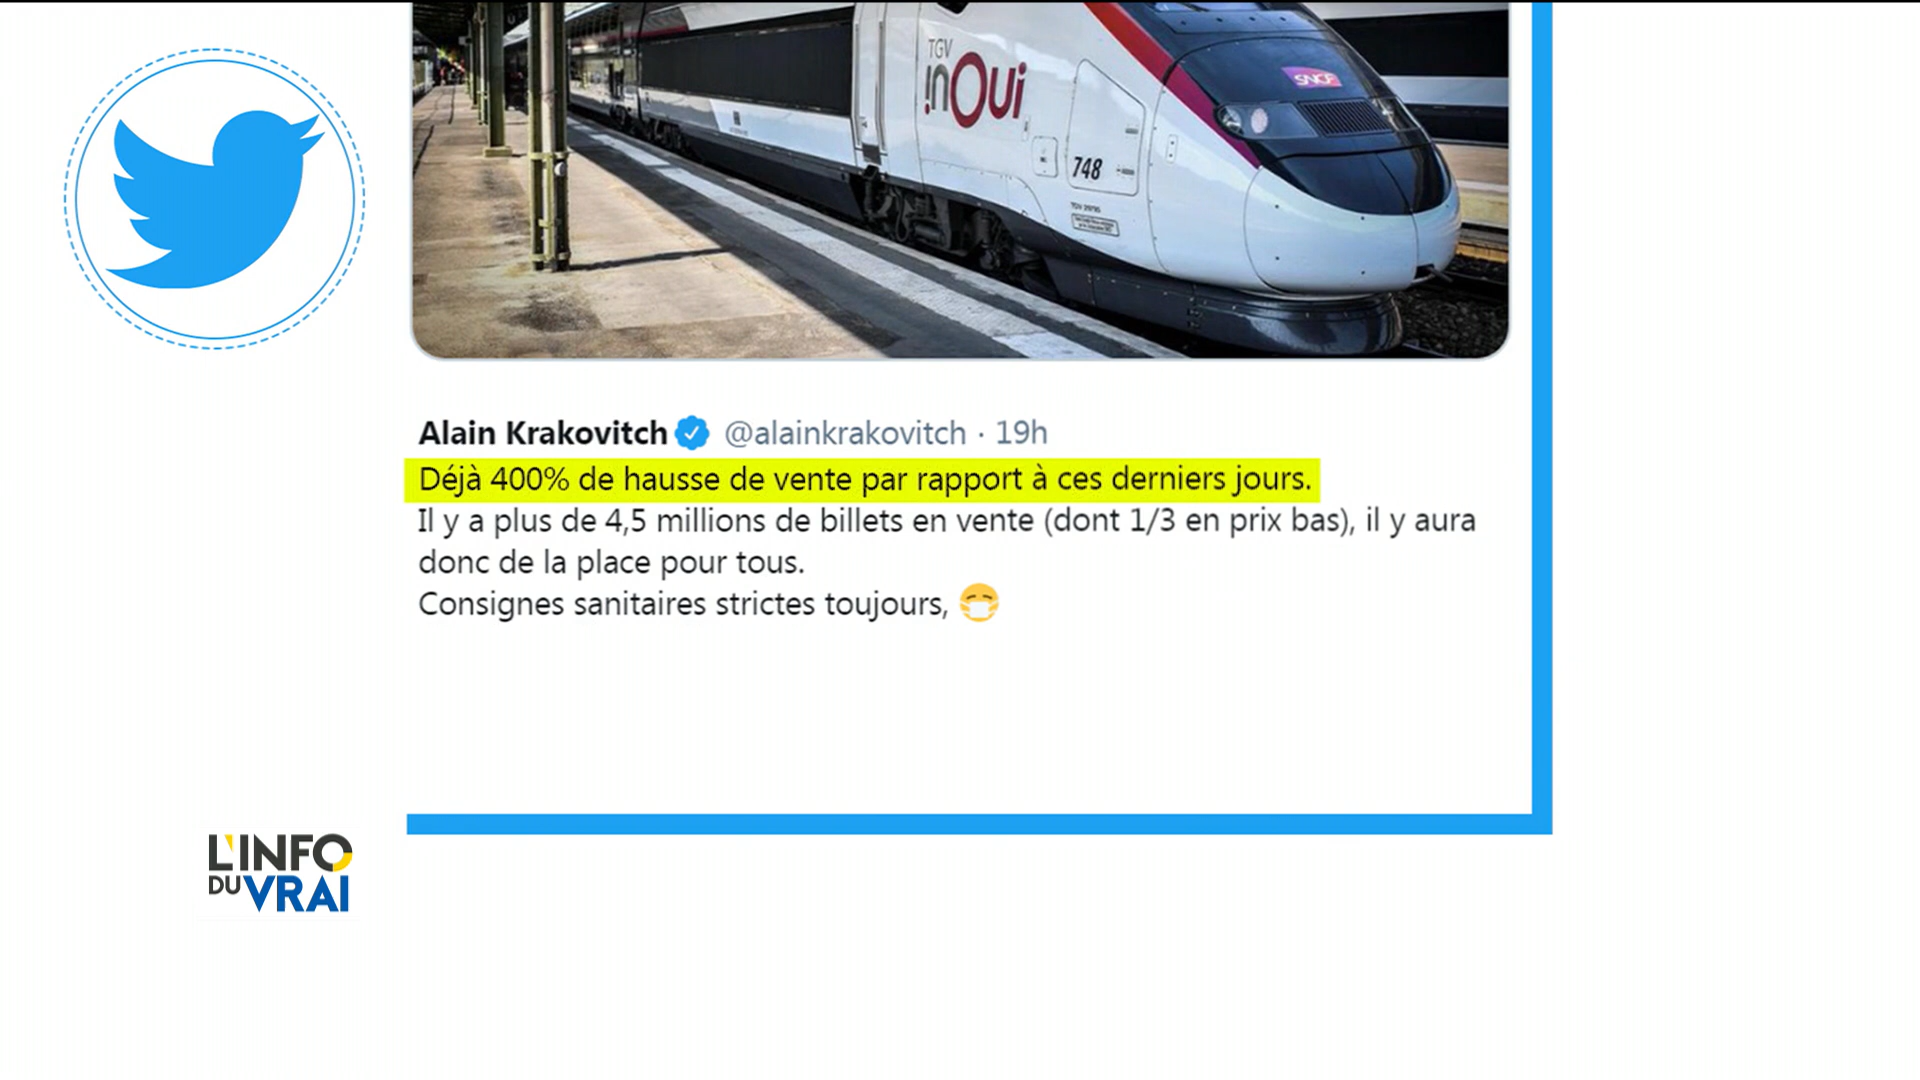 TGV
inOui
SNCF
748
Alain Krakovitch @alainkrakovitch · 19h
Déjà 400% de hausse de vente par rapport à ces derniers jours.
Il y a plus de 4,5 millions de billets en vente (dont 1/3 en prix bas), il y aura
donc de la place pour tous.
Consignes sanitaires strictes toujours, 😷
L'INFO
DU VRAI